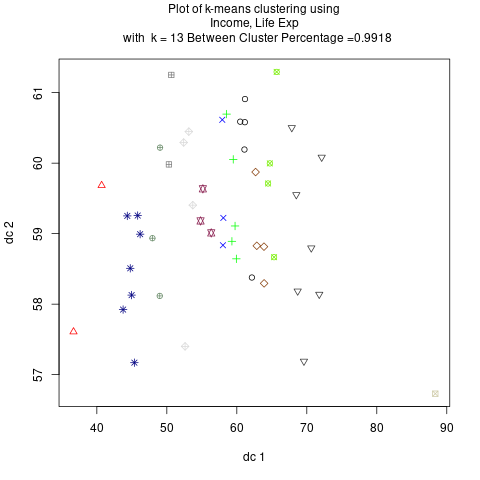 Plot of k-means clustering using
Income, Life Exp
with k = 13 Between Cluster Percentage =0.9918
61
60
59
58
57
dc 2
40 50 60 70 80 90
dc 1